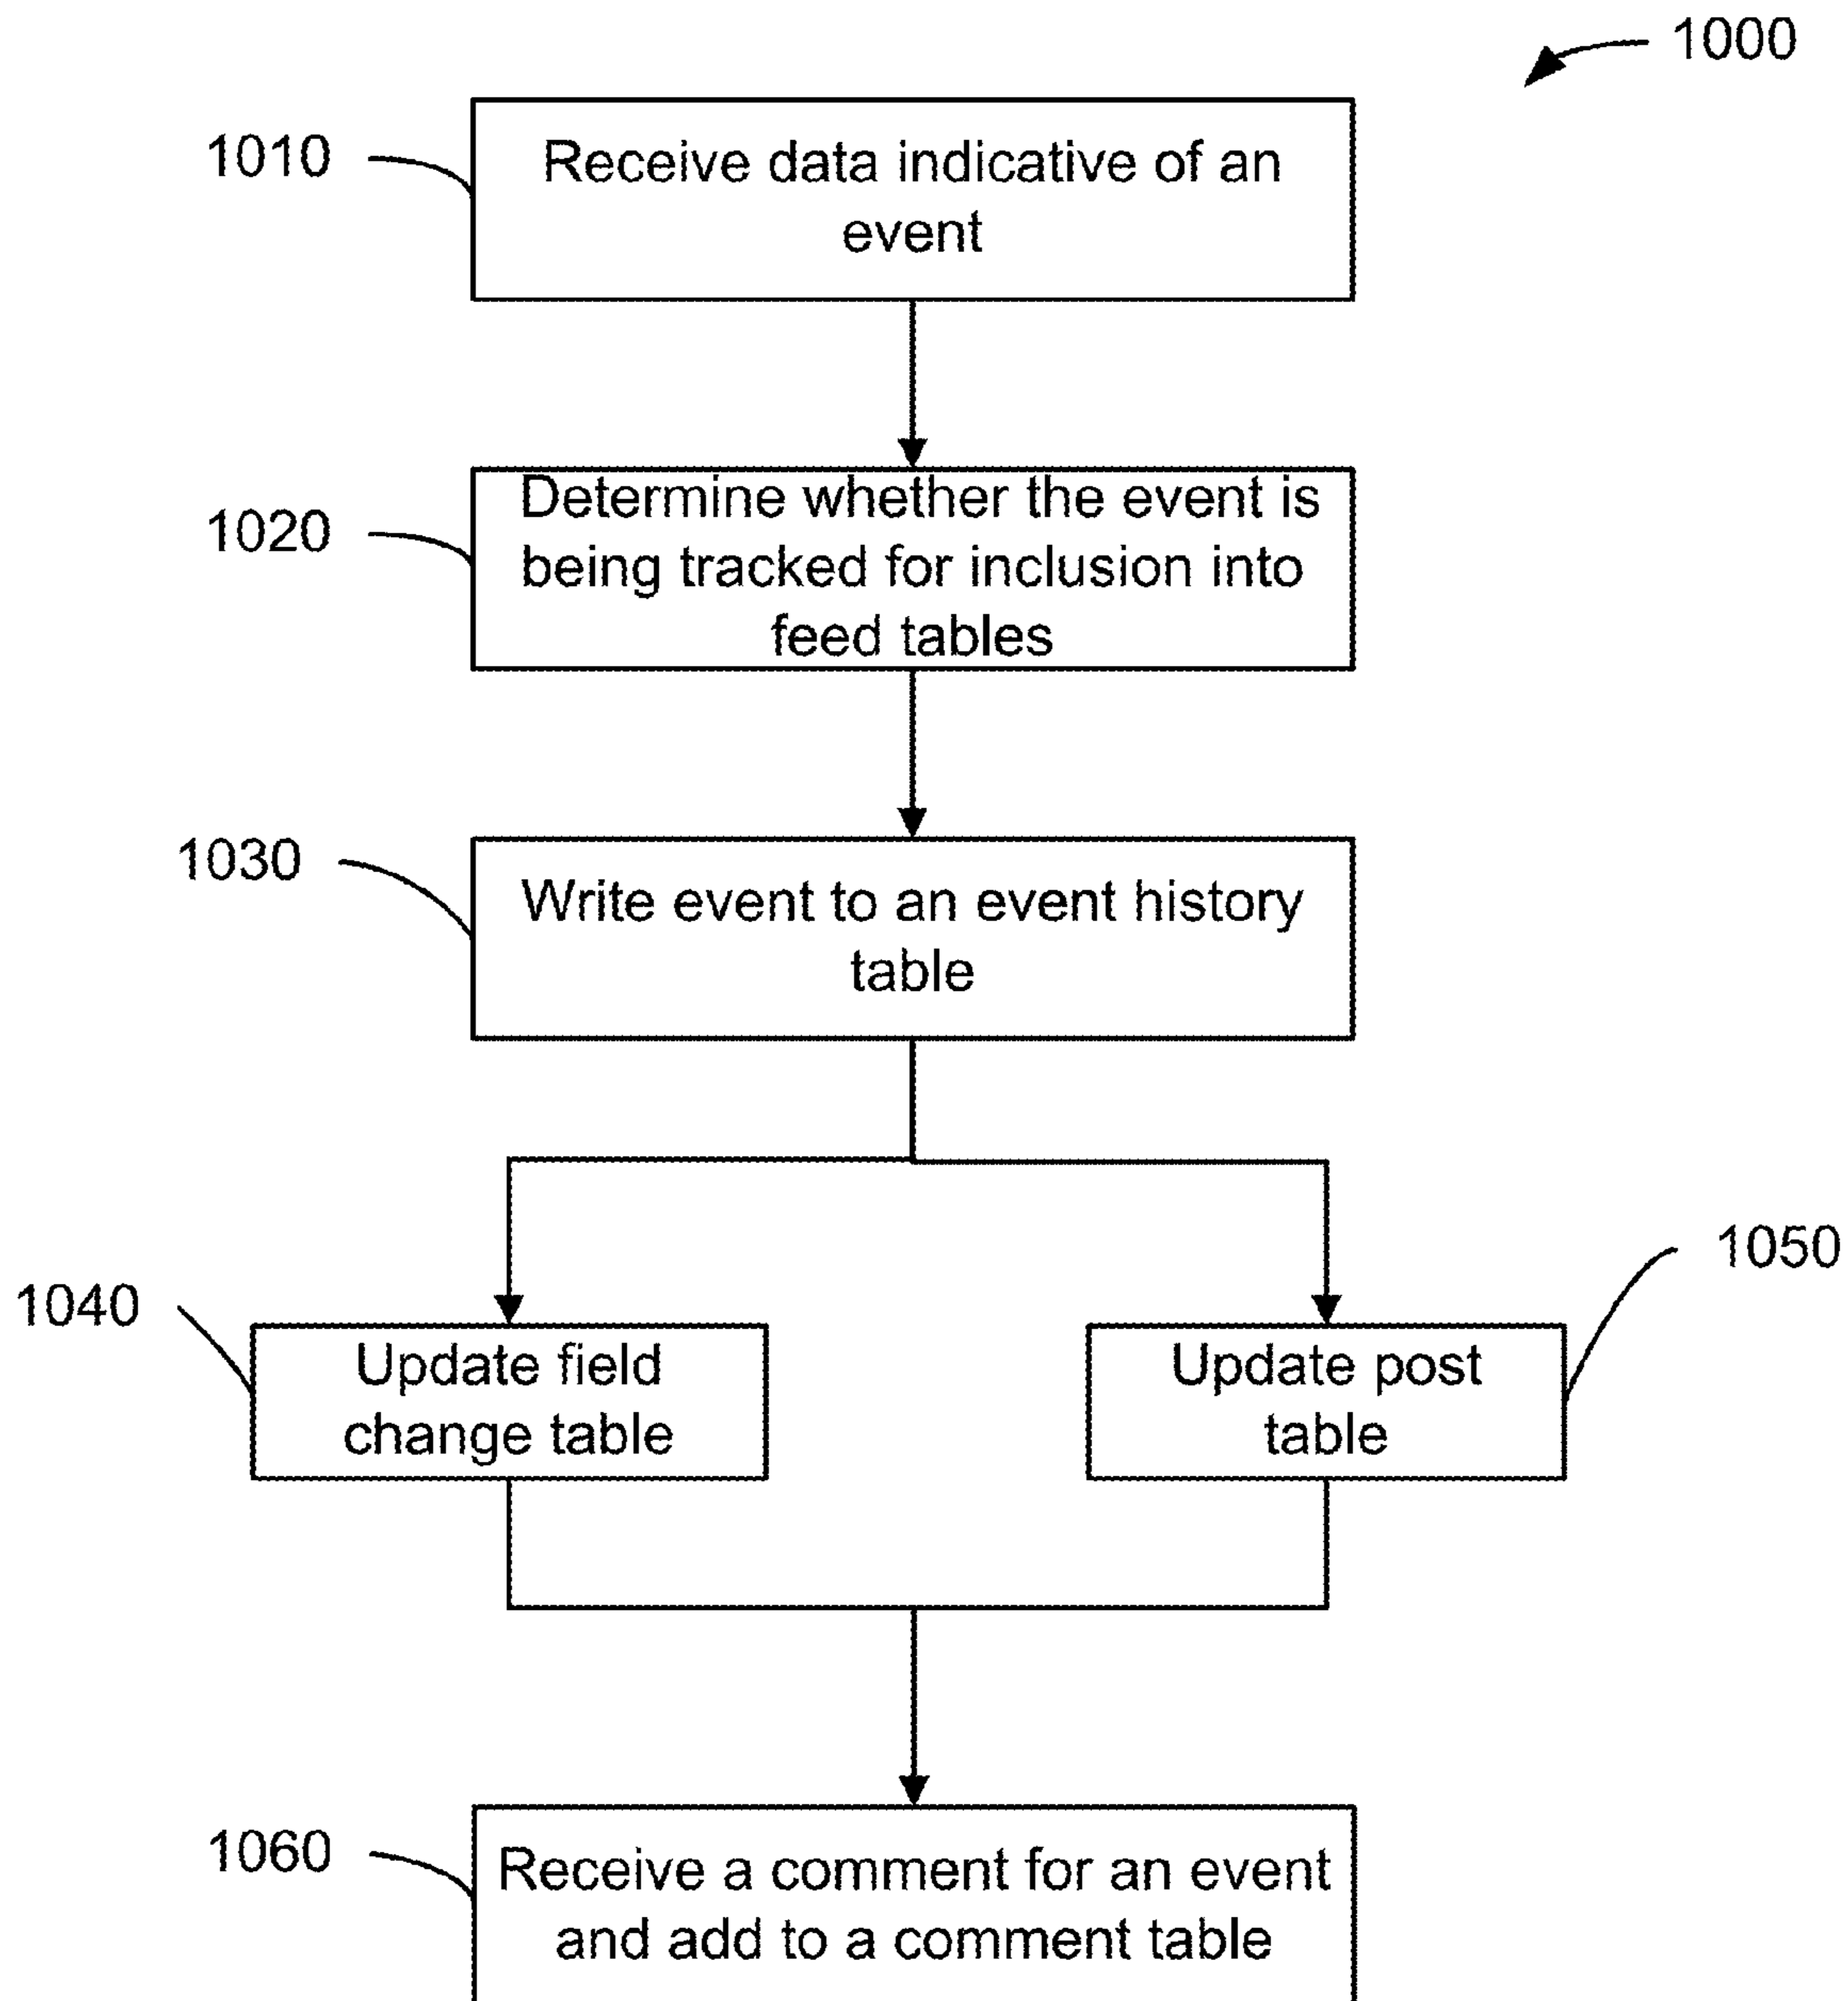 1000
1010
Receive data indicative of an
event
1020
Determine whether the event is
being tracked for inclusion into
feed tables
1030
Write event to an event history
table
1040
Update field
change table
1050
Update post
table
1060
Receive a comment for an event
and add to a comment table